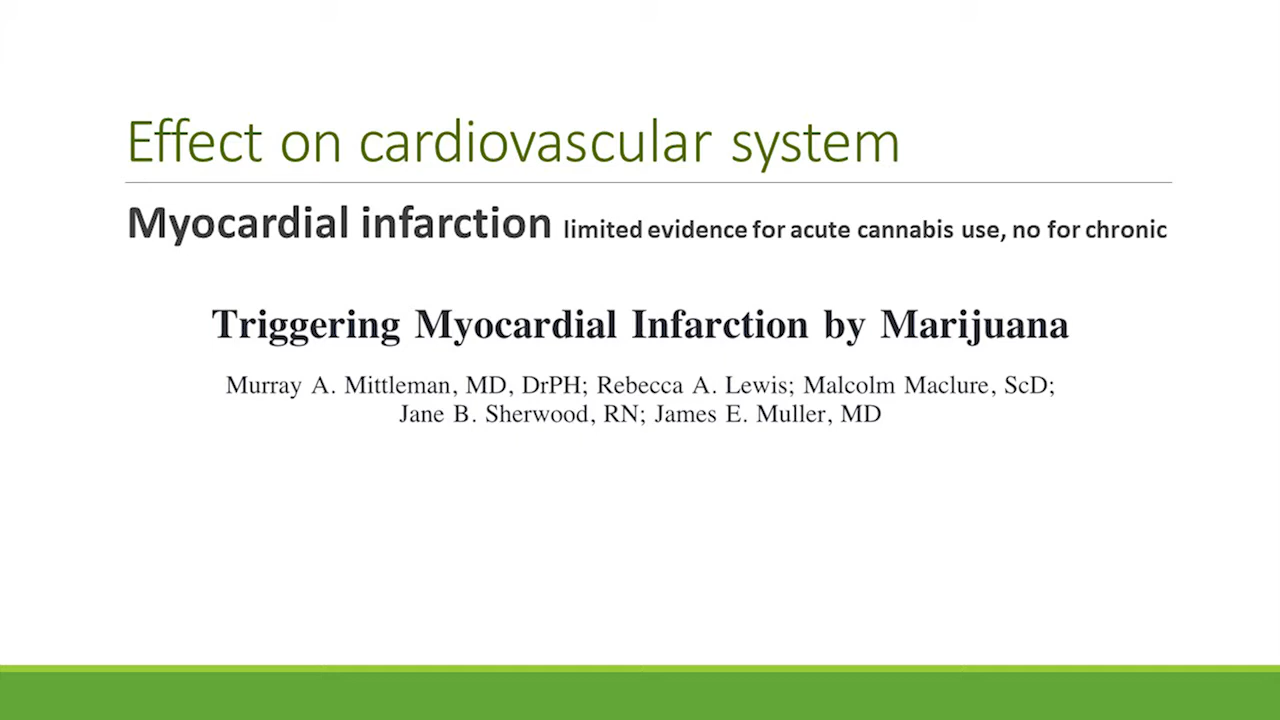 Effect on cardiovascular system
Myocardial infarction limited evidence for acute cannabis use, no for chronic
Triggering Myocardial Infarction by Marijuana
Murray A. Mittleman, MD, DrPH; Rebecca A. Lewis; Malcolm Maclure, ScD;
Jane B. Sherwood, RN; James E. Muller, MD